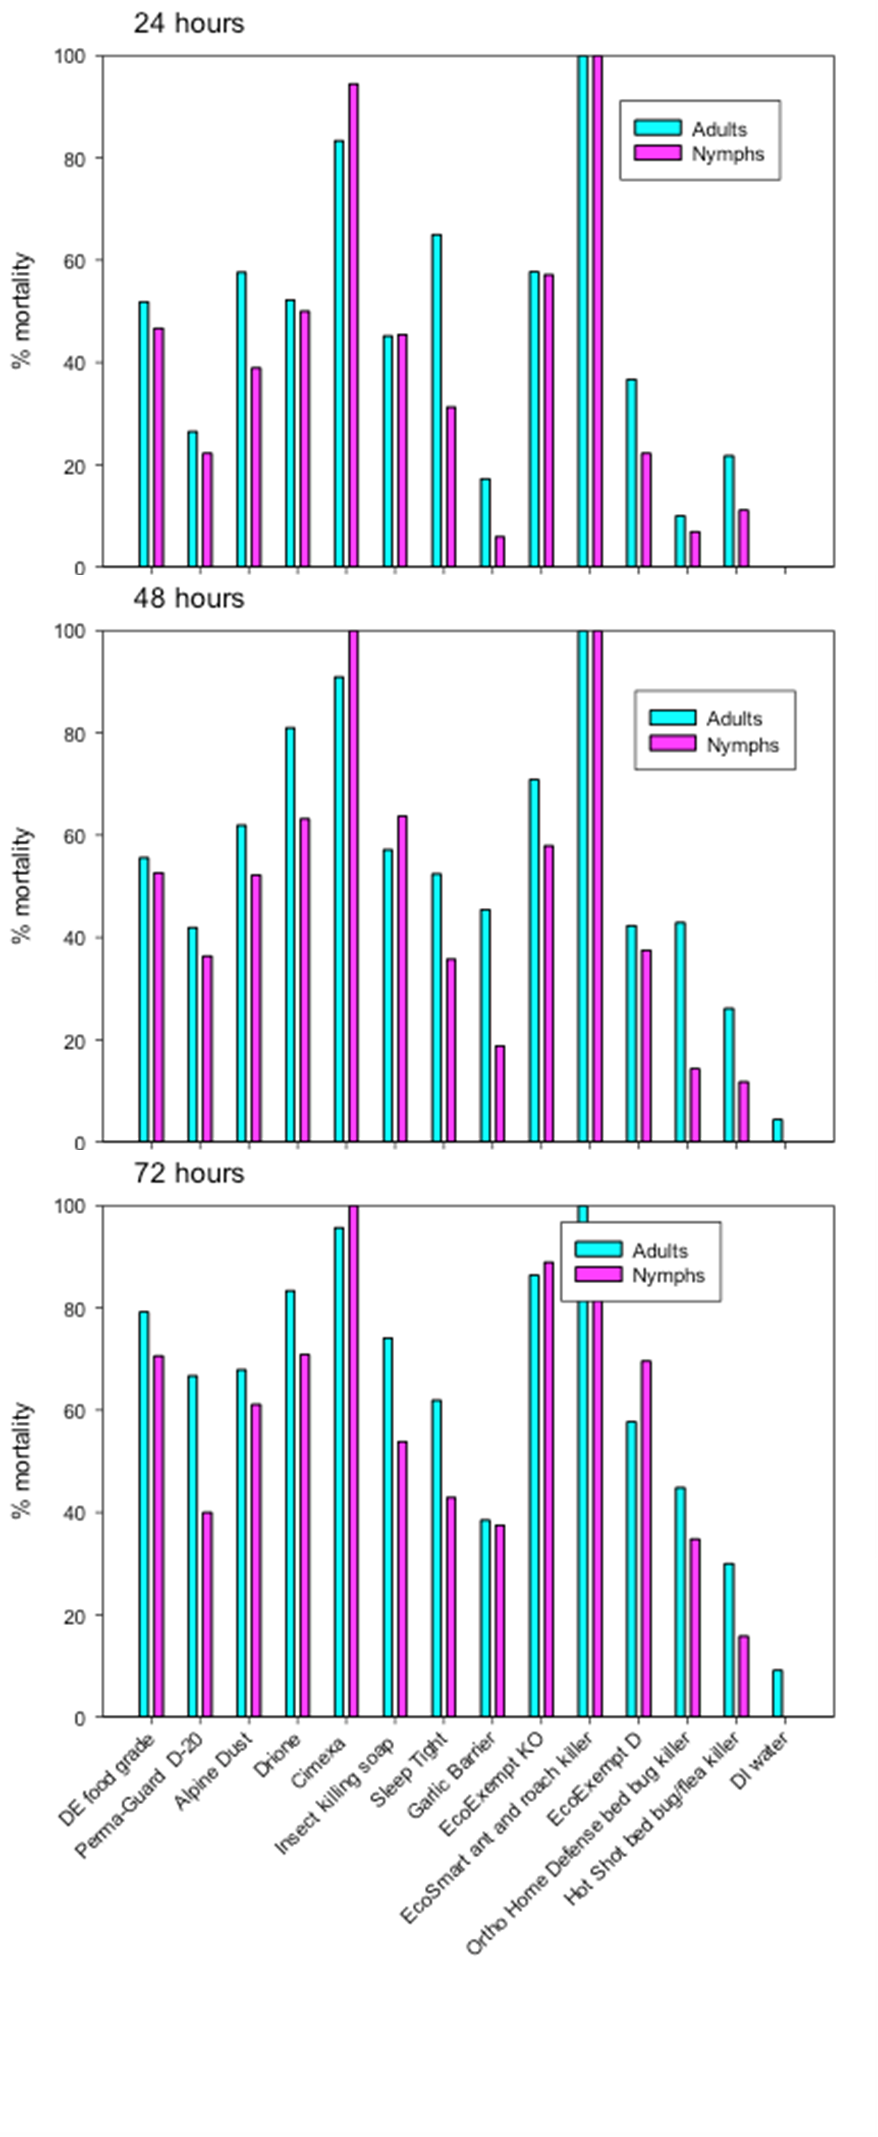 24 hours
100
80
60
40
20
0
% mortality
Adults
Nymphs
48 hours
100
80
60
40
20
0
% mortality
Adults
Nymphs
72 hours
100
80
60
40
20
0
% mortality
Adults
Nymphs
DE food grade
Perma-Guard D-20
Alpine Dust
Drione
Cimexa
Insect killing soap
Sleep Tight
Garlic Barrier
EcoExempt KO
EcoSmart ant and roach killer
EcoExempt D
Ortho Home Defense bed bug killer
Hot Shot bed bug/flea killer
DI water